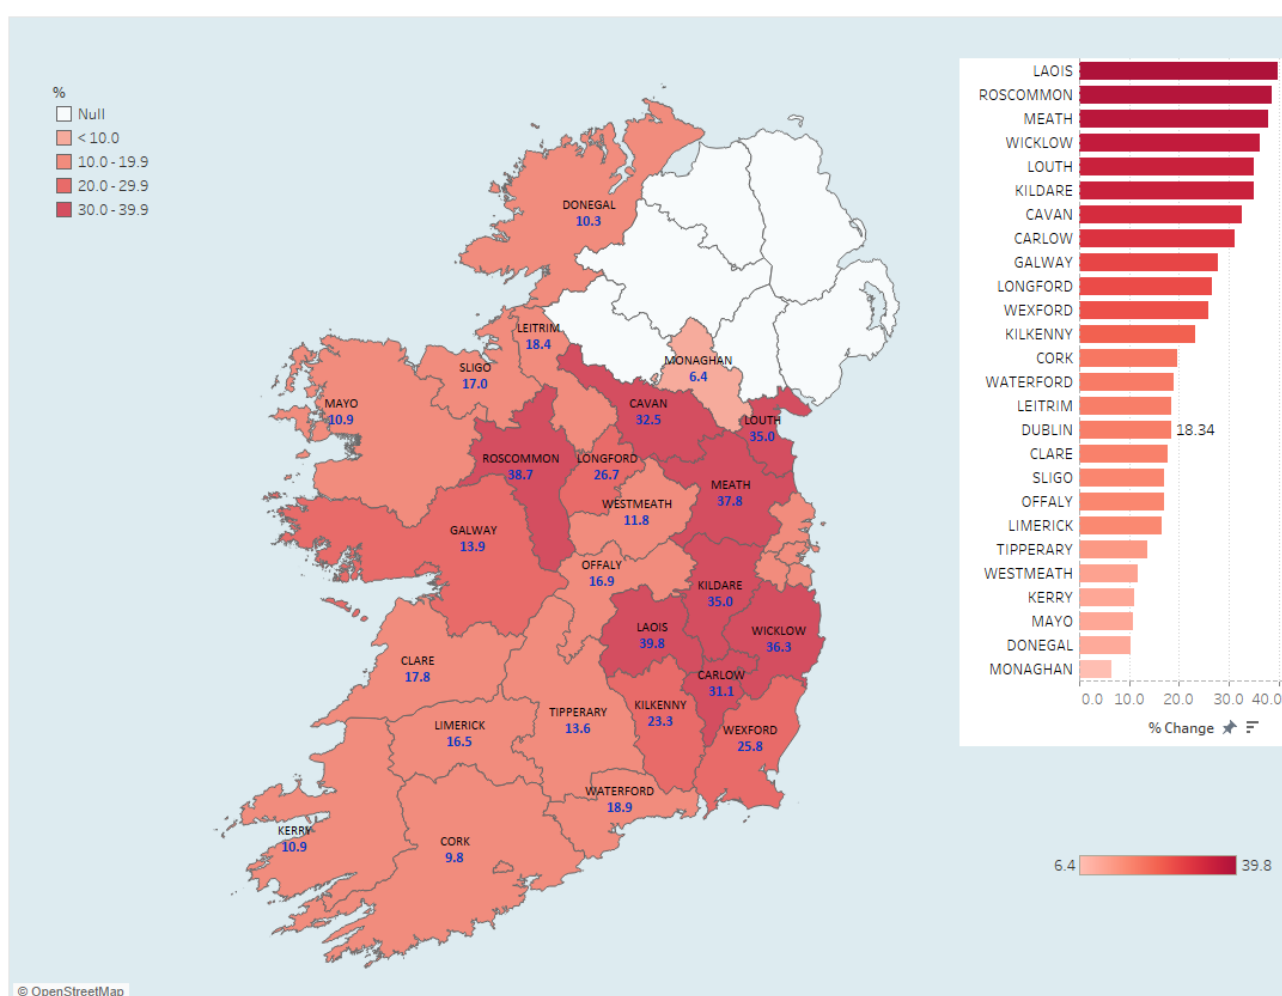 %
Null
< 10.0
10.0 - 19.9
20.0 - 29.9
30.0 - 39.9
DONEGAL
10.3
LEITRIM
18.4
SLIGO
17.0
MONAGHAN
6.4
MAYO
10.9
CAVAN
32.5
LOUTH
35.0
ROSCOMMON
38.7
LONGFORD
26.7
MEATH
37.8
WESTMEATH
11.8
GALWAY
13.9
OFFALY
16.9
KILDARE
35.0
LAOIS
39.8
WICKLOW
36.3
CLARE
17.8
CARLOW
31.1
KILKENNY
23.3
TIPPERARY
13.6
LIMERICK
16.5
WEXFORD
25.8
WATERFORD
18.9
KERRY
10.9
CORK
9.8
LAOIS
ROSCOMMON
MEATH
WICKLOW
LOUTH
KILDARE
CAVAN
CARLOW
GALWAY
LONGFORD
WEXFORD
KILKENNY
CORK
WATERFORD
LEITRIM
DUBLIN 18.34
CLARE
SLIGO
OFFALY
LIMERICK
TIPPERARY
WESTMEATH
KERRY
MAYO
DONEGAL
MONAGHAN
0.0 10.0 20.0 30.0 40.0
% Change
6.4 39.8
© OpenStreetMap